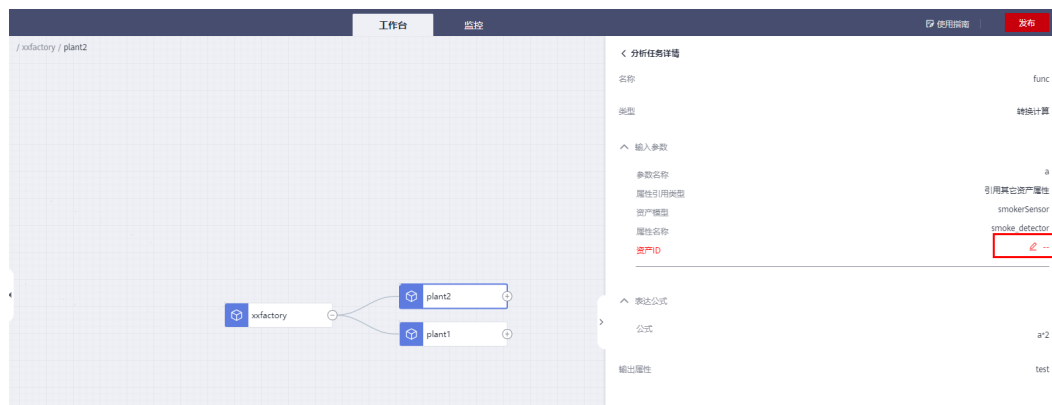 工作台 监控 使用指南 发布
/ xxfactory / plant2
分析任务详情
名称 func
类型 转换计算
输入参数
参数名称 a
属性引用类型 引用其它资产属性
资产模型 smokerSensor
属性名称 smoke_detector
资产ID --
plant2
xxfactory
plant1
表达公式
公式 a*2
输出属性 test